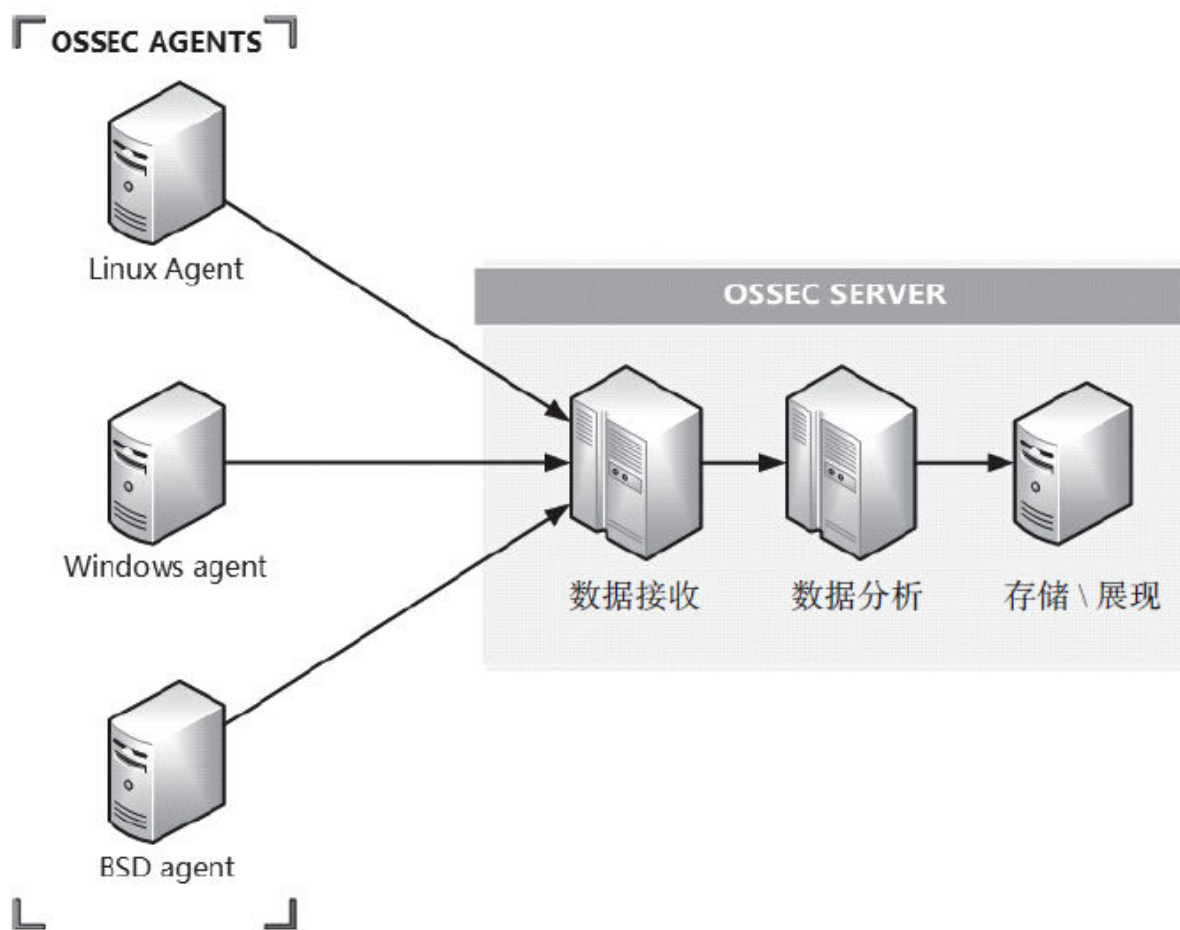 OSSEC AGENTS
Linux Agent
Windows agent
BSD agent
OSSEC SERVER
数据接收
数据分析
存储 \ 展现